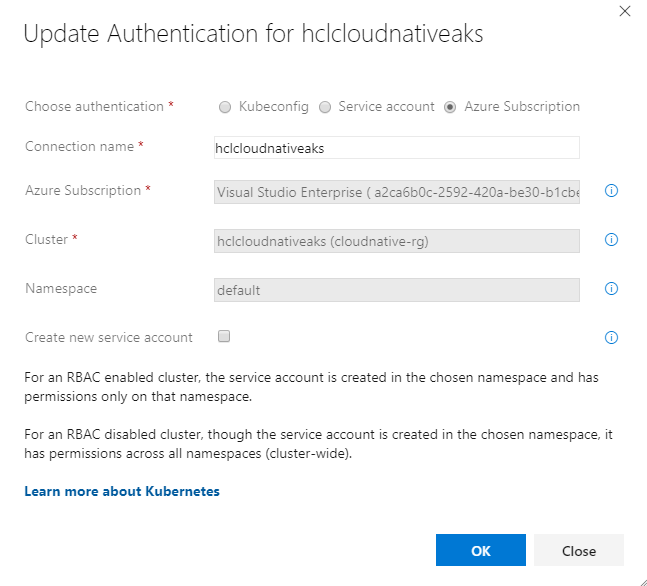 Update Authentication for hclcloudnativeaks
Choose authentication * Kubeconfig Service account Azure Subscription
Connection name * hclcloudnativeaks
Azure Subscription * Visual Studio Enterprise ( a2ca6b0c-2592-420a-be30-b1cbe
Cluster * hclcloudnativeaks (cloudnative-rg)
Namespace default
Create new service account
For an RBAC enabled cluster, the service account is created in the chosen namespace and has
permissions only on that namespace.
For an RBAC disabled cluster, though the service account is created in the chosen namespace, it
has permissions across all namespaces (cluster-wide).
Learn more about Kubernetes
OK Close